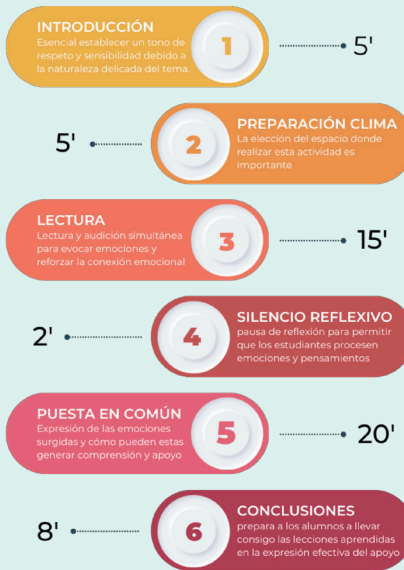 INTRODUCCIÓN
Esencial establecer un tono de
respeto y sensibilidad debido a
la naturaleza delicada del tema.
1
5'
5'
2
PREPARACIÓN CLIMA
La elección del espacio donde
realizar esta actividad es
importante
LECTURA
Lectura y audición simultánea
para evocar emociones y
reforzar la conexión emocional
3
15'
2'
4
SILENCIO REFLEXIVO
pausa de reflexión para permitir
que los estudiantes procesen
emociones y pensamientos
PUESTA EN COMÚN
Expresión de las emociones
surgidas y cómo pueden estas
generar comprensión y apoyo
5
20'
8'
6
CONCLUSIONES
prepara a los alumnos a llevar
consigo las lecciones aprendidas
en la expresión efectiva del apoyo